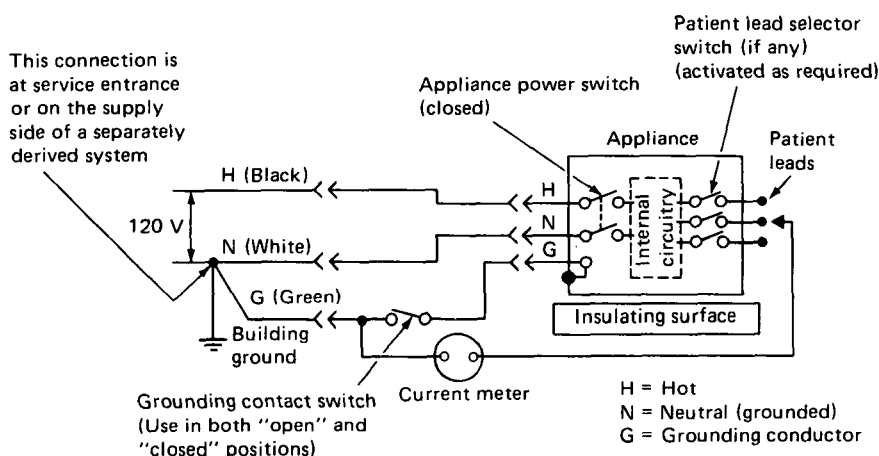 This connection is
at service entrance
or on the supply
side of a separately
derived system
Patient lead selector
switch (if any)
(activated as required)
Appliance power switch
(closed)
Appliance
Patient
leads
H (Black)
H
120 V
N (White)
N
G
Internal
circuitry
G (Green)
Building
ground
Insulating surface
Current meter
Grounding contact switch
(Use in both "open" and
"closed" positions)
H = Hot
N = Neutral (grounded)
G = Grounding conductor